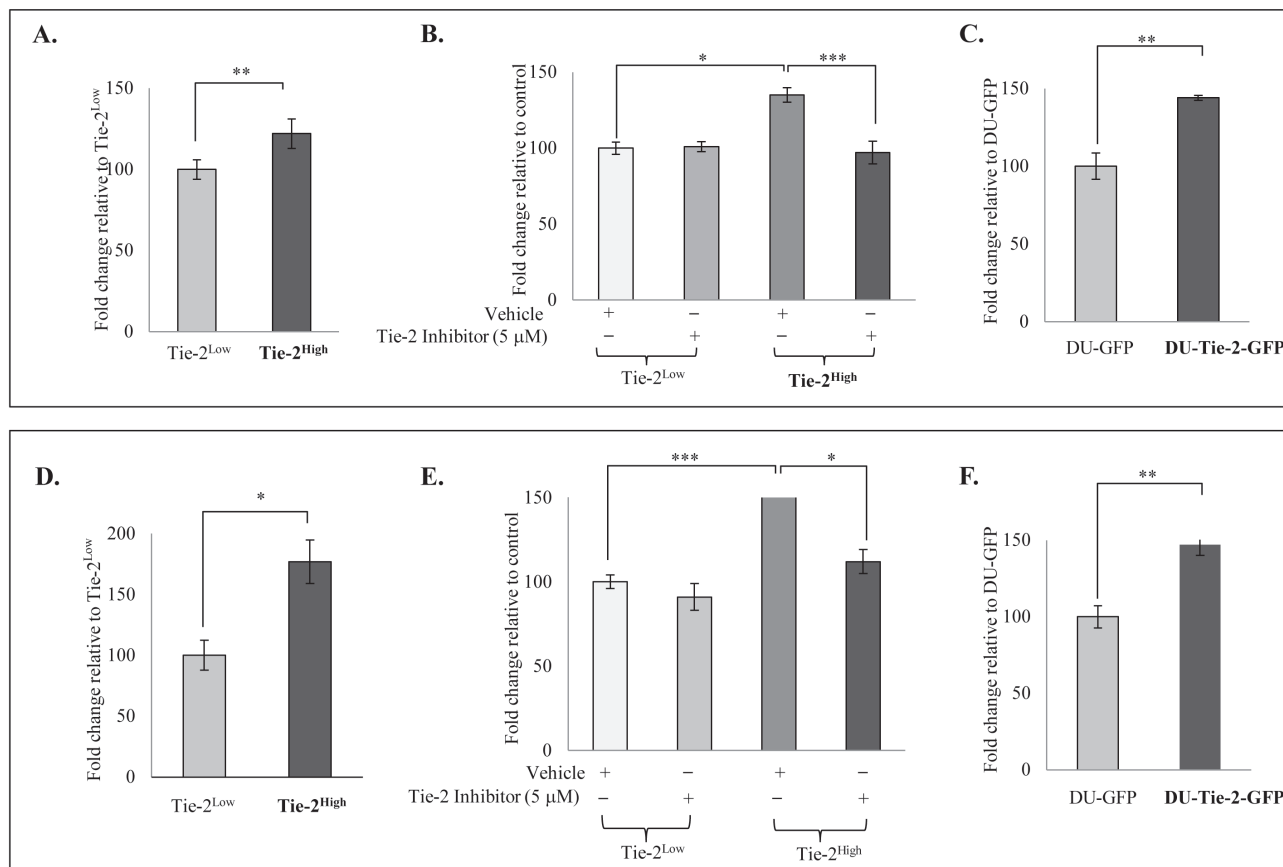 A.
**
150
100
50
0
Fold change relative to Tie-2Low
Tie-2Low Tie-2High
B.
* ***
150
100
50
0
Fold change relative to control
Vehicle + − + −
Tie-2 Inhibitor (5 μM) − + − +
Tie-2Low Tie-2High
C.
**
150
100
50
0
Fold change relative to DU-GFP
DU-GFP DU-Tie-2-GFP
D.
*
200
150
100
50
0
Fold change relative to Tie-2Low
Tie-2Low Tie-2High
E.
*** *
150
100
50
0
Fold change relative to control
Vehicle + − + −
Tie-2 Inhibitor (5 μM) − + − +
Tie-2Low Tie-2High
F.
**
150
100
50
0
Fold change relative to DU-GFP
DU-GFP DU-Tie-2-GFP